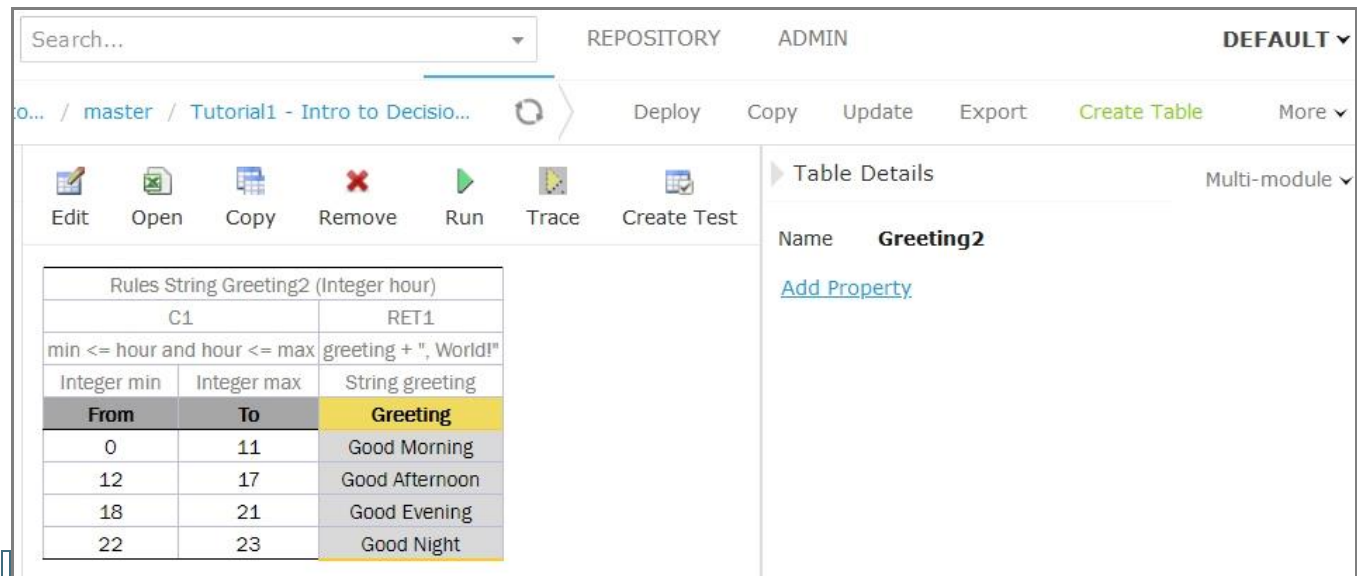 Search... REPOSITORY ADMIN DEFAULT
to... / master / Tutorial1 - Intro to Decisio... Deploy Copy Update Export Create Table More
Edit Open Copy Remove Run Trace Create Test
Table Details Multi-module
Name Greeting2
Add Property
Rules String Greeting2 (Integer hour)
C1 RET1
min <= hour and hour <= max greeting + ", World!"
Integer min Integer max String greeting
From To Greeting
0 11 Good Morning
12 17 Good Afternoon
18 21 Good Evening
22 23 Good Night